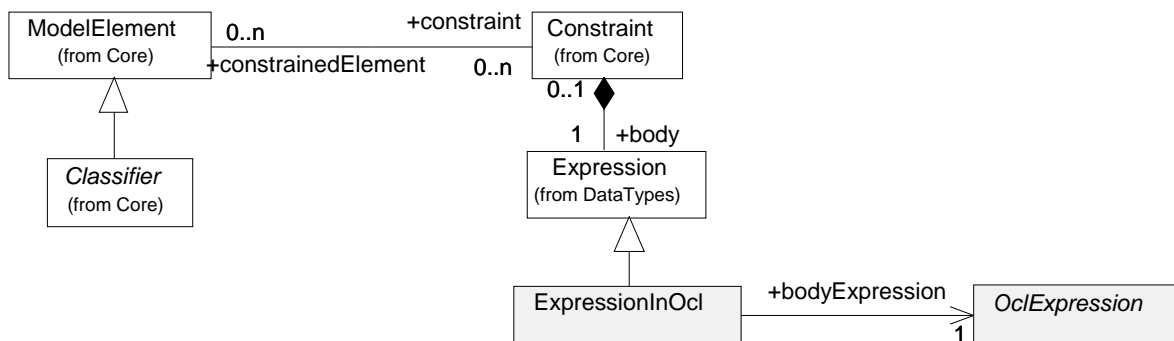 ModelElement
(from Core)
0..n
+constraint
Constraint
(from Core)
+constrainedElement
0..n
0..1
1
+body
Classifier
(from Core)
Expression
(from DataTypes)
ExpressionInOcl
+bodyExpression
1
OclExpression